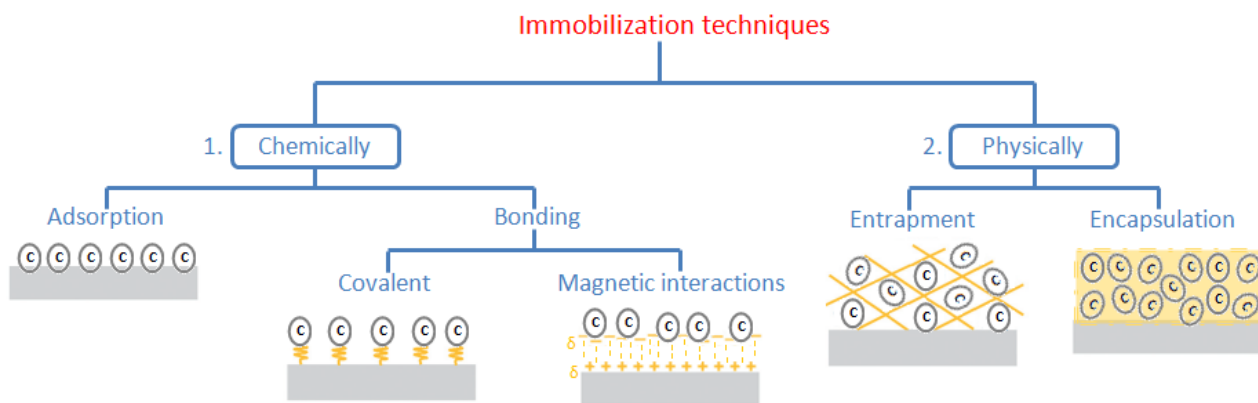 Immobilization techniques
1. Chemically
2. Physically
Adsorption
Bonding
Entrapment
Encapsulation
C C C C C C
Covalent
Magnetic interactions
C C C C C
C C C C C
δ − − − − −
δ + + + + + + + + + +
C C C C C C C C
C C C C C C C C C C C C C